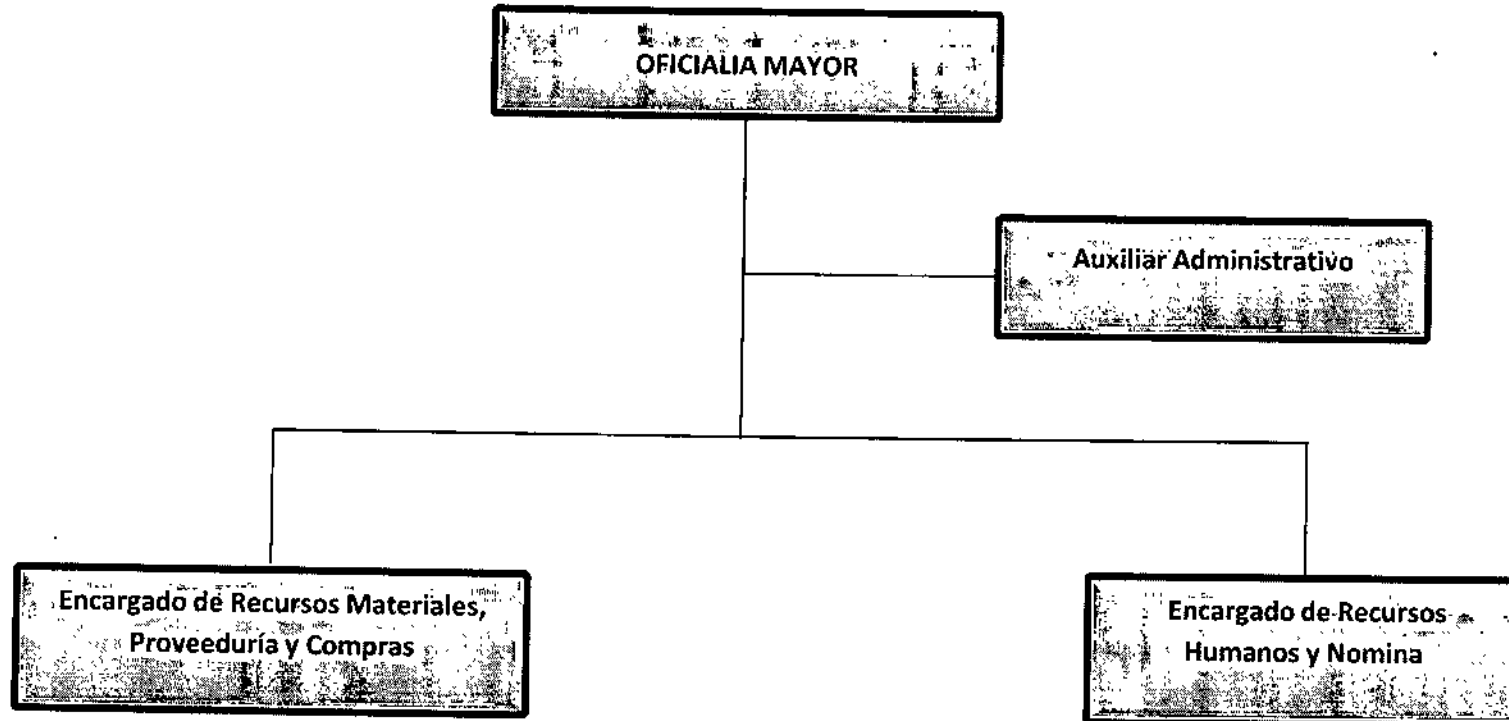 OFICIALIA MAYOR
Auxiliar Administrativo
Encargado de Recursos Materiales,
Proveeduría y Compras
Encargado de Recursos
Humanos y Nomina